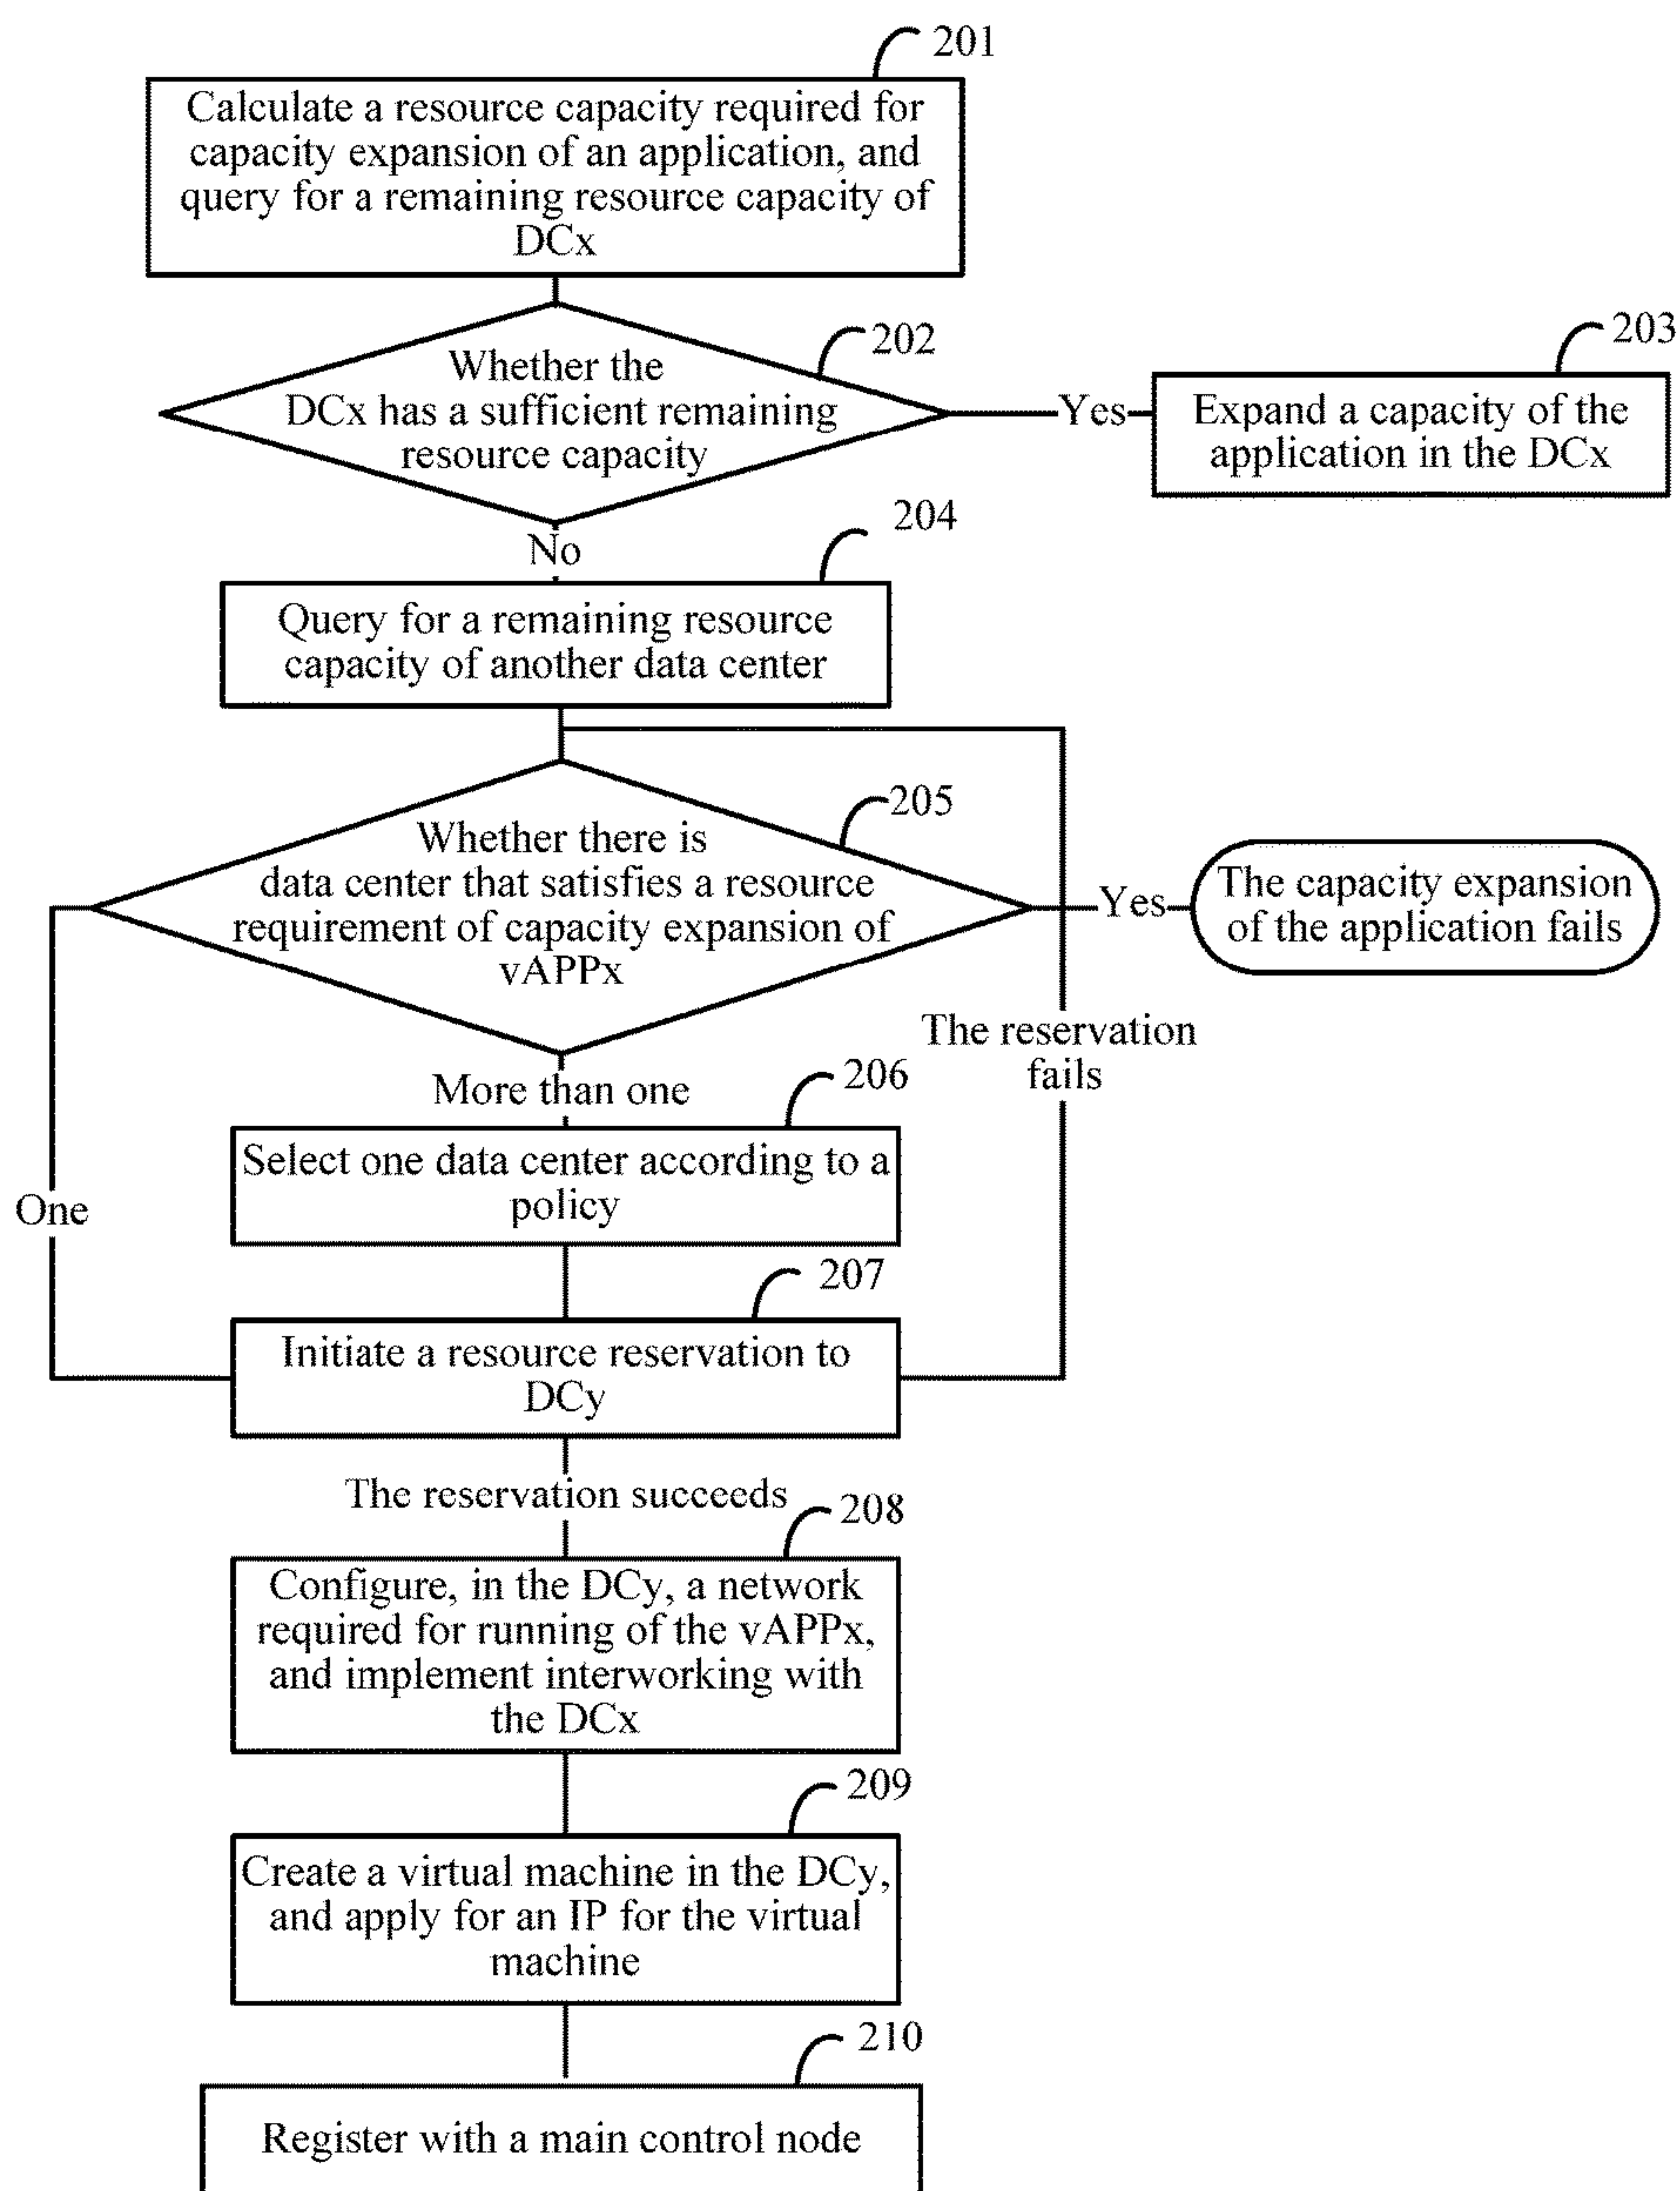 201
Calculate a resource capacity required for
capacity expansion of an application, and
query for a remaining resource capacity of
DCx
202
Whether the
DCx has a sufficient remaining
resource capacity
Yes
203
Expand a capacity of the
application in the DCx
No
204
Query for a remaining resource
capacity of another data center
205
Whether there is
data center that satisfies a resource
requirement of capacity expansion of
vAPPx
Yes
The capacity expansion
of the application fails
The reservation
fails
More than one
206
Select one data center according to a
policy
One
207
Initiate a resource reservation to
DCy
The reservation succeeds
208
Configure, in the DCy, a network
required for running of the vAPPx,
and implement interworking with
the DCx
209
Create a virtual machine in the DCy,
and apply for an IP for the virtual
machine
210
Register with a main control node